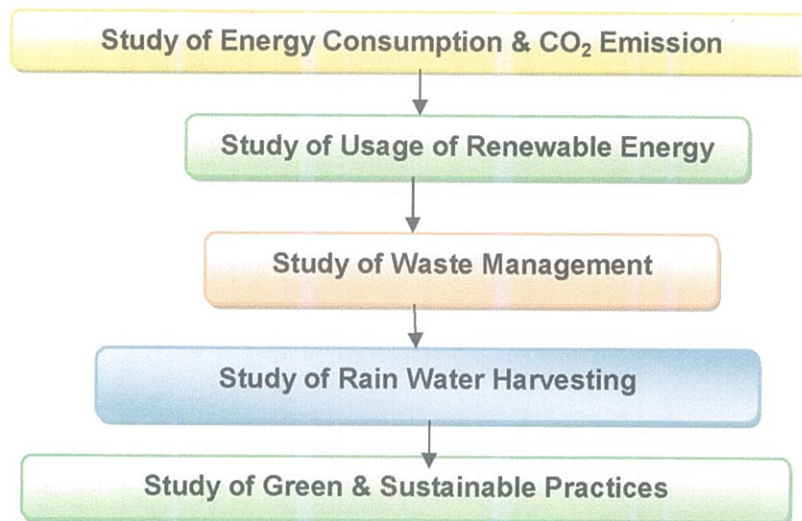 Study of Energy Consumption & CO₂ Emission
Study of Usage of Renewable Energy
Study of Waste Management
Study of Rain Water Harvesting
Study of Green & Sustainable Practices